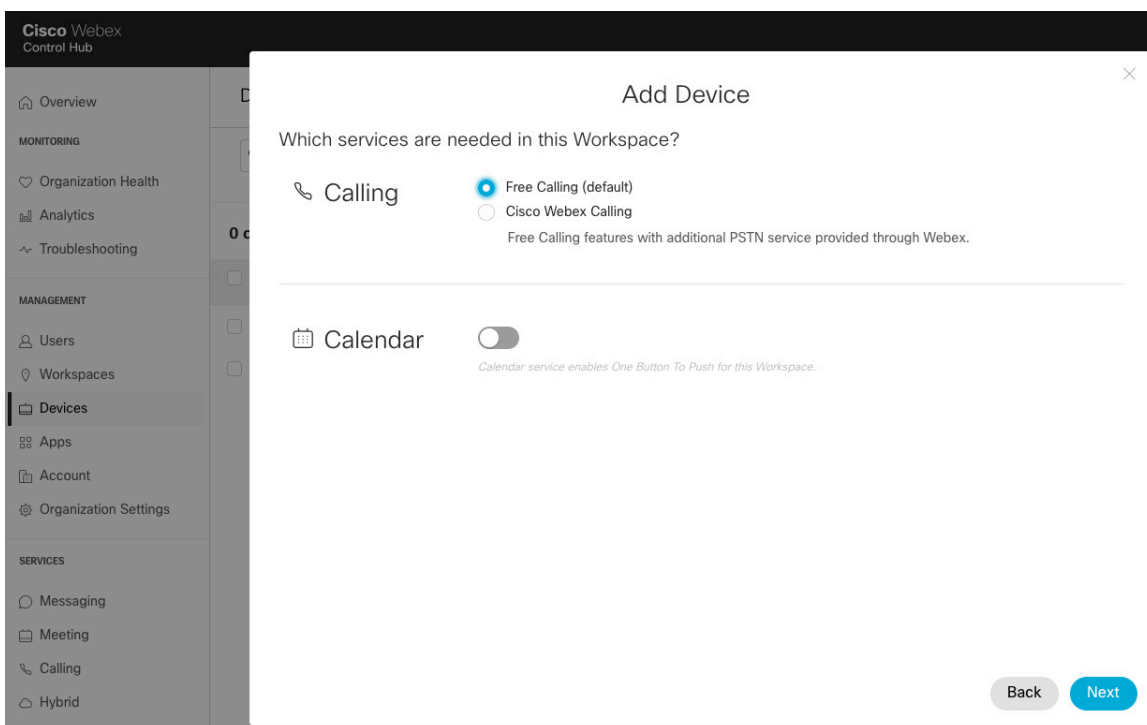 Cisco Webex
Control Hub
Overview
MONITORING
Organization Health
Analytics
Troubleshooting
MANAGEMENT
Users
Workspaces
Devices
Apps
Account
Organization Settings
SERVICES
Messaging
Meeting
Calling
Hybrid
Add Device
Which services are needed in this Workspace?
Calling
Free Calling (default)
Cisco Webex Calling
Free Calling features with additional PSTN service provided through Webex.
Calendar
Calendar service enables One Button To Push for this Workspace.
Back Next